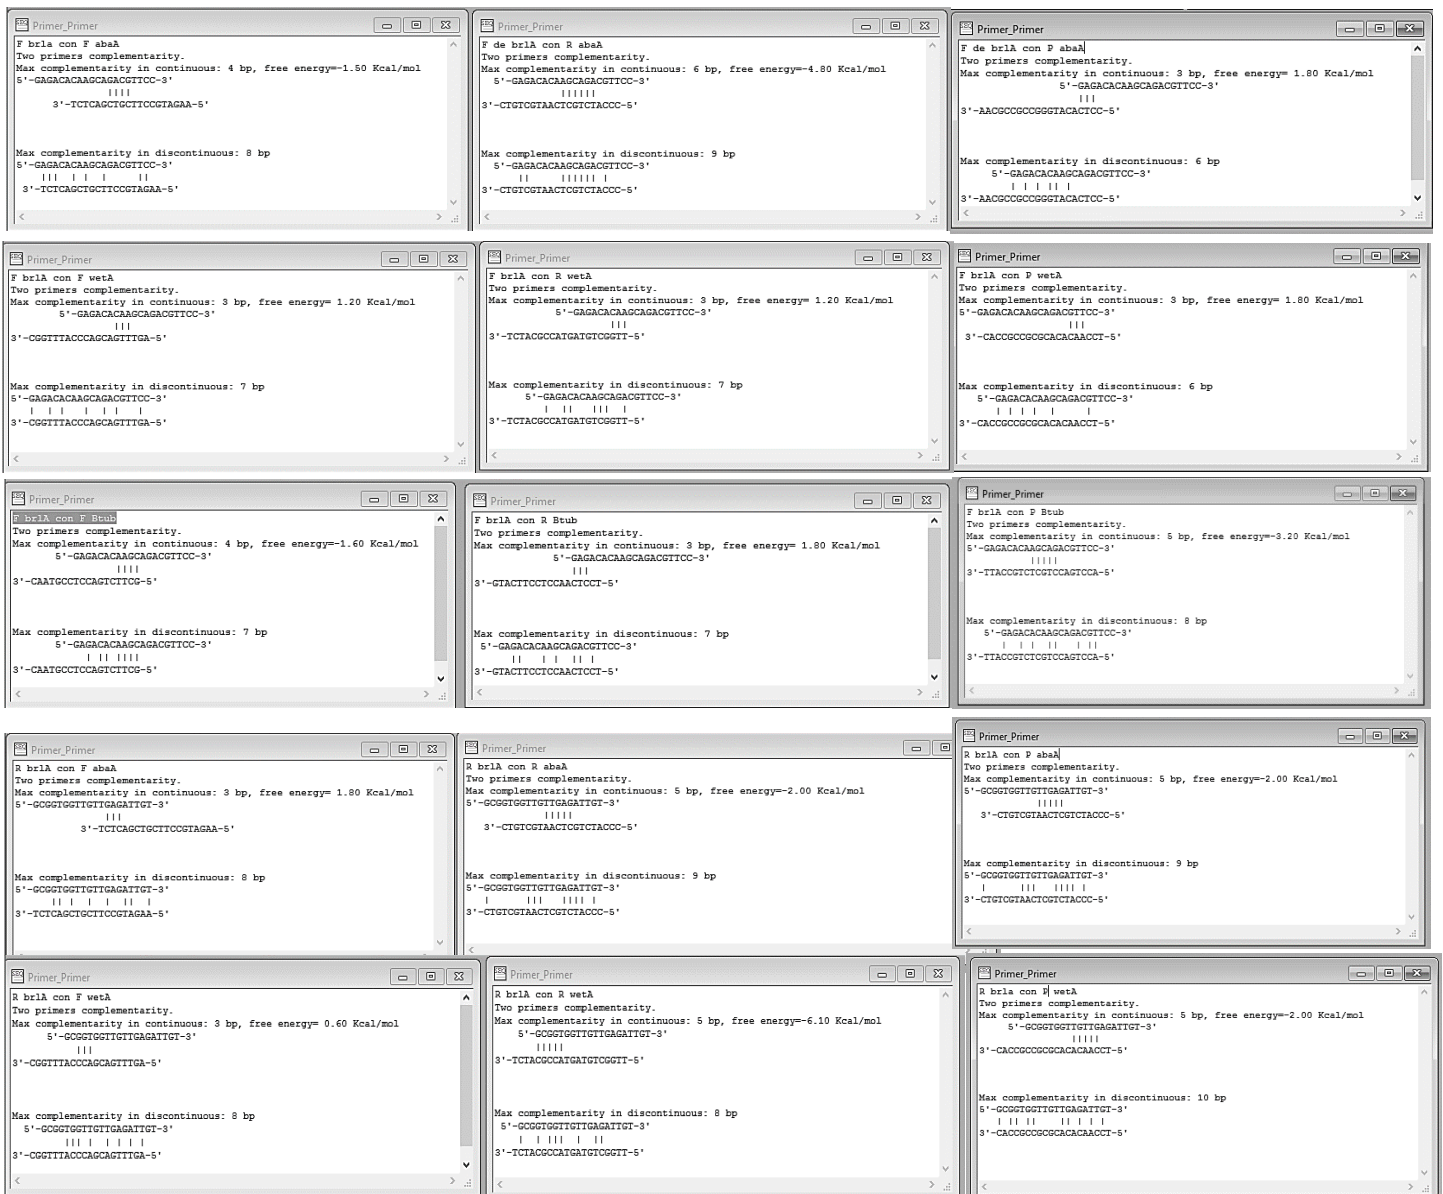 Primer_Primer
F brla con F abaA
Two primers complementarity.
Max complementarity in continuous: 4 bp, free energy=-1.50 Kcal/mol
5'-GAGACACAAGCAGACGTTCC-3'
3'-TCTCAGCTGCTTCCGTAGAA-5'
Max complementarity in discontinuous: 8 bp
5'-GAGACACAAGCAGACGTTCC-3'
3'-TCTCAGCTGCTTCCGTAGAA-5'
Primer_Primer
F de brlA con R abaA
Two primers complementarity.
Max complementarity in continuous: 6 bp, free energy=-4.80 Kcal/mol
5'-GAGACACAAGCAGACGTTCC-3'
3'-CTGTCGTAACTCGTCTACCC-5'
Max complementarity in discontinuous: 9 bp
5'-GAGACACAAGCAGACGTTCC-3'
3'-CTGTCGTAACTCGTCTACCC-5'
Primer_Primer
F de brlA con P abaA
Two primers complementarity.
Max complementarity in continuous: 3 bp, free energy= 1.80 Kcal/mol
5'-GAGACACAAGCAGACGTTCC-3'
3'-AACGCCGCCGGGTACACTCC-5'
Max complementarity in discontinuous: 6 bp
5'-GAGACACAAGCAGACGTTCC-3'
3'-AACGCCGCCGGGTACACTCC-5'
Primer_Primer
F brlA con F wetA
Two primers complementarity.
Max complementarity in continuous: 3 bp, free energy= 1.20 Kcal/mol
5'-GAGACACAAGCAGACGTTCC-3'
3'-CGGTTTACCCAGCAGTTTGA-5'
Max complementarity in discontinuous: 7 bp
5'-GAGACACAAGCAGACGTTCC-3'
3'-CGGTTTACCCAGCAGTTTGA-5'
Primer_Primer
F brlA con R wetA
Two primers complementarity.
Max complementarity in continuous: 3 bp, free energy= 1.20 Kcal/mol
5'-GAGACACAAGCAGACGTTCC-3'
3'-TCTACGCCATGATGTCGGTT-5'
Max complementarity in discontinuous: 7 bp
5'-GAGACACAAGCAGACGTTCC-3'
3'-TCTACGCCATGATGTCGGTT-5'
Primer_Primer
F brlA con P wetA
Two primers complementarity.
Max complementarity in continuous: 3 bp, free energy= 1.80 Kcal/mol
5'-GAGACACAAGCAGACGTTCC-3'
3'-CACCGCCGCGCACACAACCT-5'
Max complementarity in discontinuous: 6 bp
5'-GAGACACAAGCAGACGTTCC-3'
3'-CACCGCCGCGCACACAACCT-5'
Primer_Primer
F brlA con F Btub
Two primers complementarity.
Max complementarity in continuous: 4 bp, free energy=-1.60 Kcal/mol
5'-GAGACACAAGCAGACGTTCC-3'
3'-CAATGCCTCCAGTCTTCG-5'
Max complementarity in discontinuous: 7 bp
5'-GAGACACAAGCAGACGTTCC-3'
3'-CAATGCCTCCAGTCTTCG-5'
Primer_Primer
F brlA con R Btub
Two primers complementarity.
Max complementarity in continuous: 3 bp, free energy= 1.80 Kcal/mol
5'-GAGACACAAGCAGACGTTCC-3'
3'-GTACTTCCTCCAACTCCT-5'
Max complementarity in discontinuous: 7 bp
5'-GAGACACAAGCAGACGTTCC-3'
3'-GTACTTCCTCCAACTCCT-5'
Primer_Primer
F brlA con P Btub
Two primers complementarity.
Max complementarity in continuous: 5 bp, free energy=-3.20 Kcal/mol
5'-GAGACACAAGCAGACGTTCC-3'
3'-TTACCGTCTCGTCCAGTCCA-5'
Max complementarity in discontinuous: 8 bp
5'-GAGACACAAGCAGACGTTCC-3'
3'-TTACCGTCTCGTCCAGTCCA-5'
Primer_Primer
R brlA con F abaA
Two primers complementarity.
Max complementarity in continuous: 3 bp, free energy= 1.80 Kcal/mol
5'-GCGGTGGTTGTTGAGATTGT-3'
3'-TCTCAGCTGCTTCCGTAGAA-5'
Max complementarity in discontinuous: 8 bp
5'-GCGGTGGTTGTTGAGATTGT-3'
3'-TCTCAGCTGCTTCCGTAGAA-5'
Primer_Primer
R brlA con R abaA
Two primers complementarity.
Max complementarity in continuous: 5 bp, free energy=-2.00 Kcal/mol
5'-GCGGTGGTTGTTGAGATTGT-3'
3'-CTGTCGTAACTCGTCTACCC-5'
Max complementarity in discontinuous: 9 bp
5'-GCGGTGGTTGTTGAGATTGT-3'
3'-CTGTCGTAACTCGTCTACCC-5'
Primer_Primer
R brlA con P abaA
Two primers complementarity.
Max complementarity in continuous: 5 bp, free energy=-2.00 Kcal/mol
5'-GCGGTGGTTGTTGAGATTGT-3'
3'-CTGTCGTAACTCGTCTACCC-5'
Max complementarity in discontinuous: 9 bp
5'-GCGGTGGTTGTTGAGATTGT-3'
3'-CTGTCGTAACTCGTCTACCC-5'
Primer_Primer
R brlA con F wetA
Two primers complementarity.
Max complementarity in continuous: 3 bp, free energy= 0.60 Kcal/mol
5'-GCGGTGGTTGTTGAGATTGT-3'
3'-CGGTTTACCCAGCAGTTTGA-5'
Max complementarity in discontinuous: 8 bp
5'-GCGGTGGTTGTTGAGATTGT-3'
3'-CGGTTTACCCAGCAGTTTGA-5'
Primer_Primer
R brlA con R wetA
Two primers complementarity.
Max complementarity in continuous: 5 bp, free energy=-6.10 Kcal/mol
5'-GCGGTGGTTGTTGAGATTGT-3'
3'-TCTACGCCATGATGTCGGTT-5'
Max complementarity in discontinuous: 8 bp
5'-GCGGTGGTTGTTGAGATTGT-3'
3'-TCTACGCCATGATGTCGGTT-5'
Primer_Primer
R brla con P wetA
Two primers complementarity.
Max complementarity in continuous: 5 bp, free energy=-2.00 Kcal/mol
5'-GCGGTGGTTGTTGAGATTGT-3'
3'-CACCGCCGCGCACACAACCT-5'
Max complementarity in discontinuous: 10 bp
5'-GCGGTGGTTGTTGAGATTGT-3'
3'-CACCGCCGCGCACACAACCT-5'